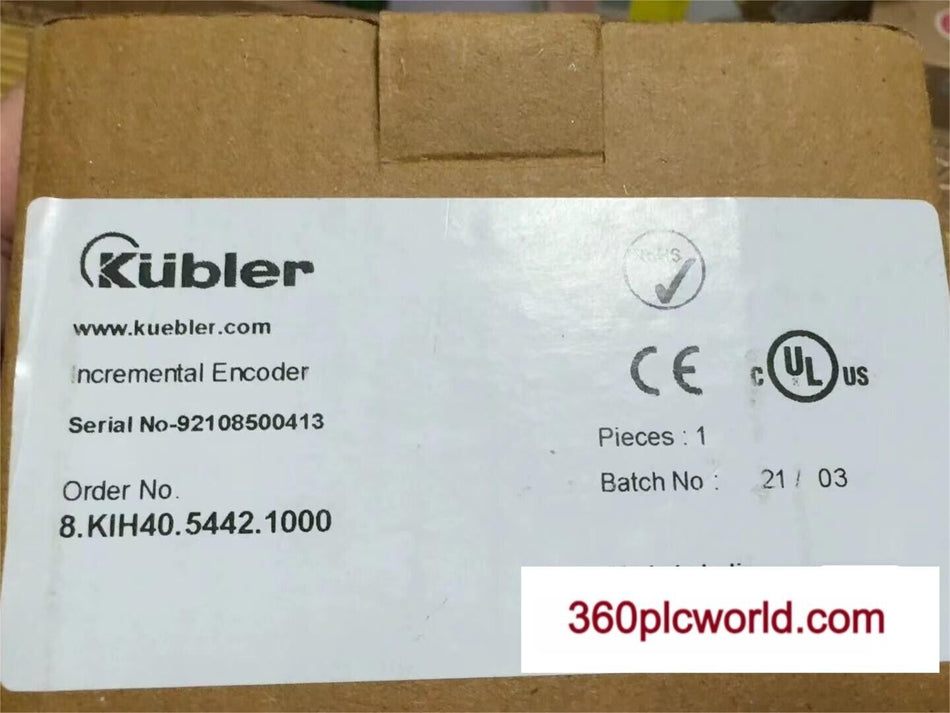 Kübler
www.kuebler.com
Incremental Encoder
Serial No-92108500413
Order No.
8.KIH40.5442.1000
RoHS
CE
c UL US
Pieces : 1
Batch No : 21 / 03
360plcworld.com